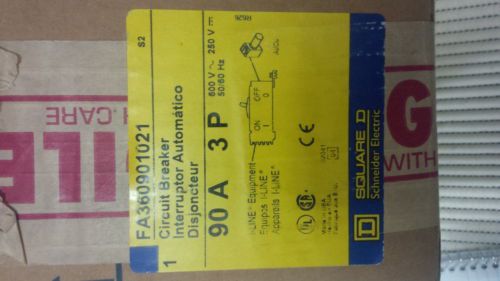 S2
FA360901021
1
Circuit Breaker
Interruptor Automático
Disjoncteur
90 A 3 P
600 V ~ 250 V
50/60 Hz
ON
OFF
I
O
I-LINE® Equipment
Equipos I-LINE®
Appareils I-LINE®
CE
UL
SQUARE D
Schneider Electric
WITH
.CARE